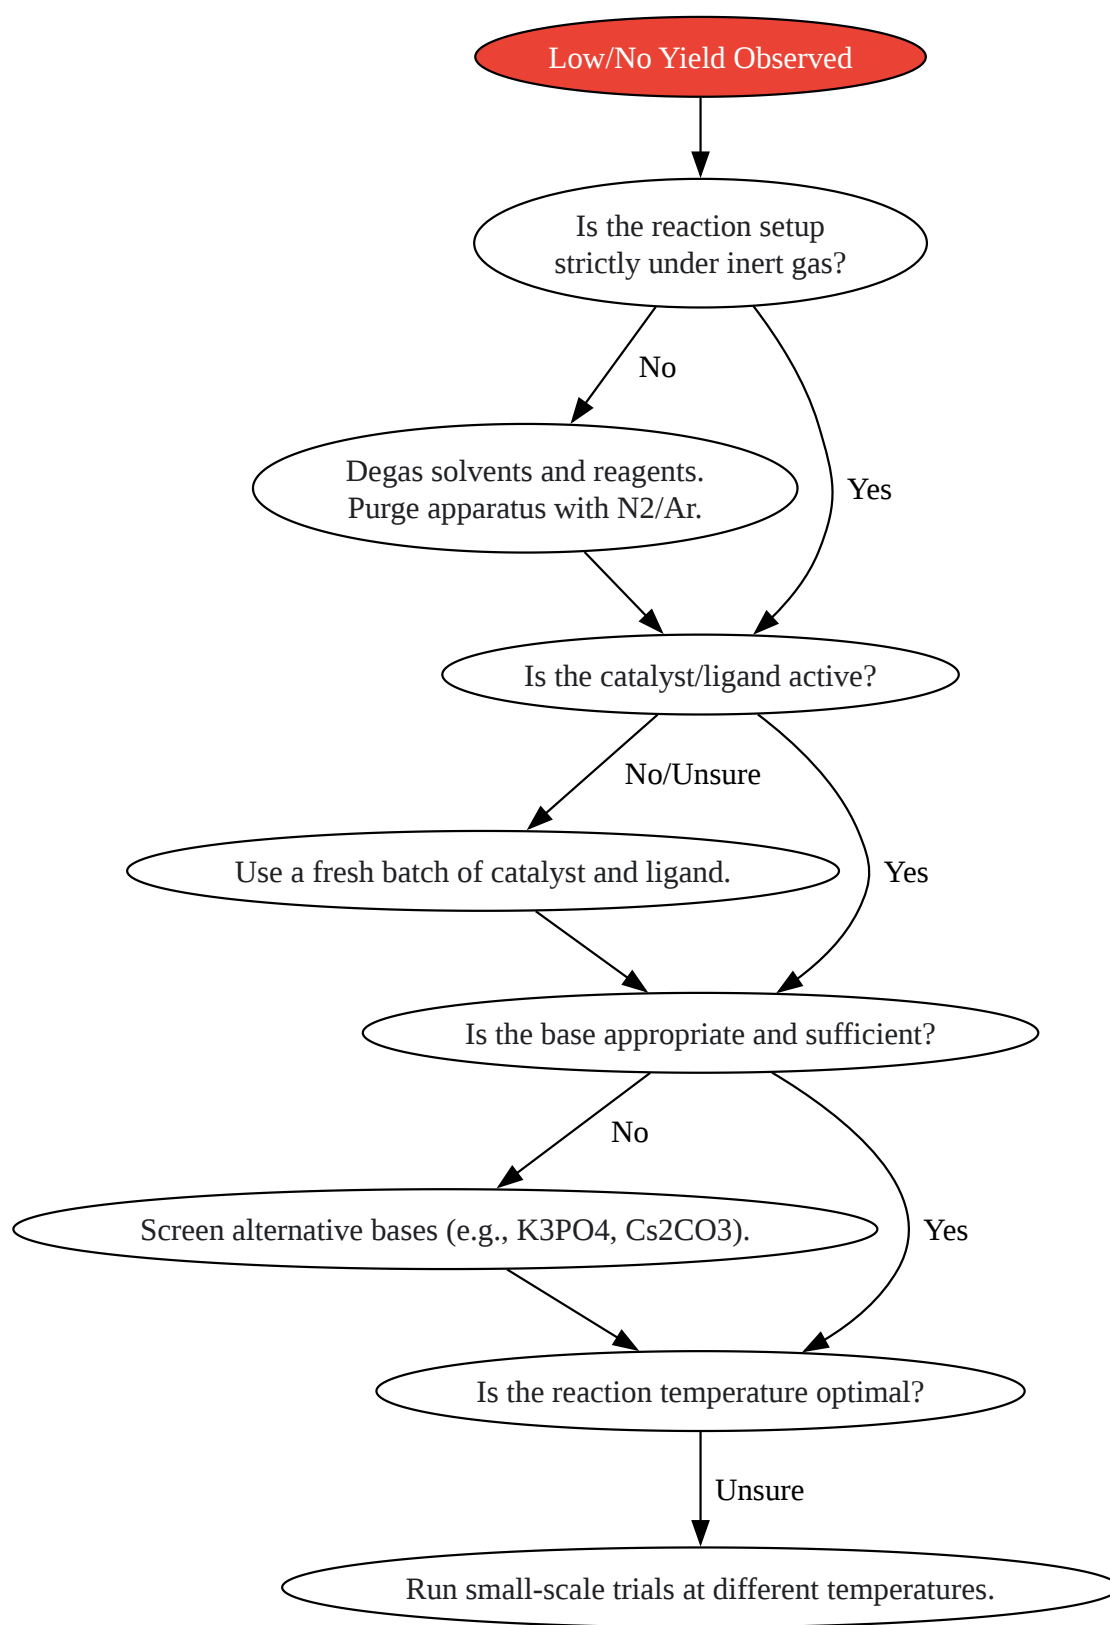 Low/No Yield Observed
Is the reaction setup
strictly under inert gas?
No
Degas solvents and reagents.
Purge apparatus with N2/Ar.
Yes
Is the catalyst/ligand active?
No/Unsure
Use a fresh batch of catalyst and ligand.
Yes
Is the base appropriate and sufficient?
No
Screen alternative bases (e.g., K3PO4, Cs2CO3).
Yes
Is the reaction temperature optimal?
Unsure
Run small-scale trials at different temperatures.